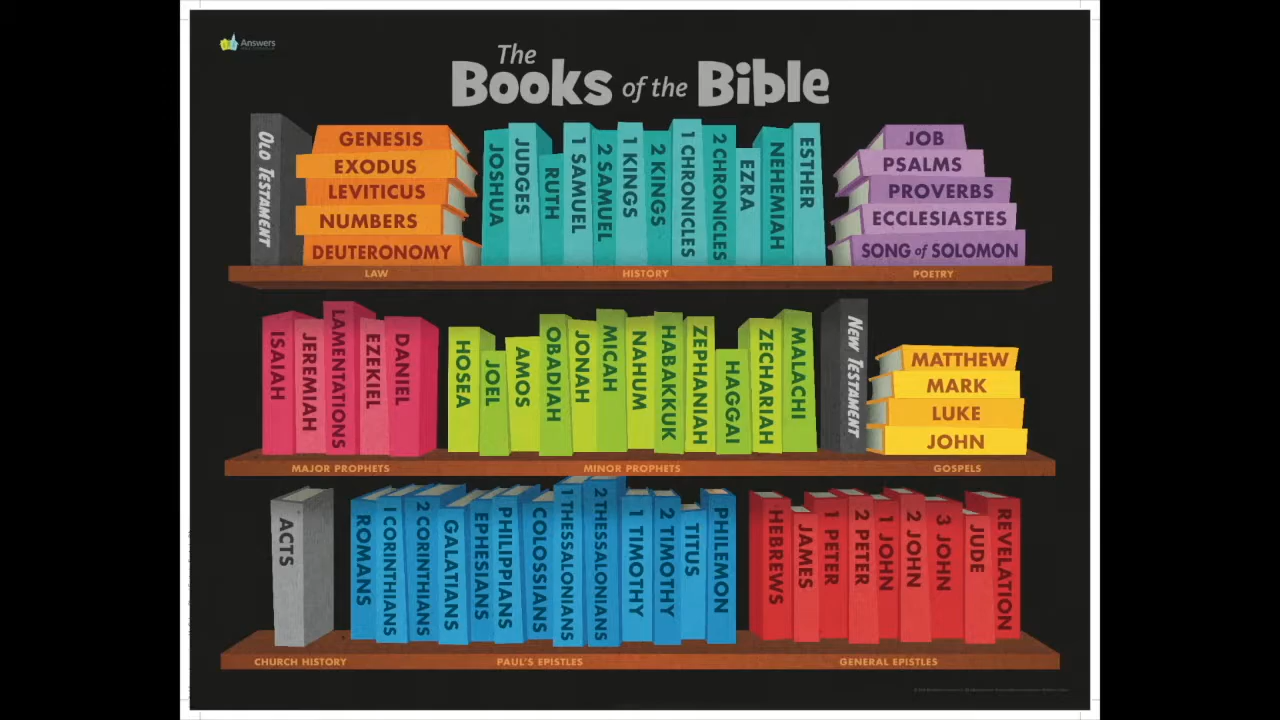 Answers
The
Books of the Bible
OLD TESTAMENT
GENESIS
EXODUS
LEVITICUS
NUMBERS
DEUTERONOMY
JOSHUA
JUDGES
RUTH
1 SAMUEL
2 SAMUEL
1 KINGS
2 KINGS
1 CHRONICLES
2 CHRONICLES
EZRA
NEHEMIAH
ESTHER
JOB
PSALMS
PROVERBS
ECCLESIASTES
SONG of SOLOMON
LAW
HISTORY
POETRY
ISAIAH
JEREMIAH
LAMENTATIONS
EZEKIEL
DANIEL
HOSEA
JOEL
AMOS
OBADIAH
JONAH
MICAH
NAHUM
HABAKKUK
ZEPHANIAH
HAGGAI
ZECHARIAH
MALACHI
NEW TESTAMENT
MATTHEW
MARK
LUKE
JOHN
MAJOR PROPHETS
MINOR PROPHETS
GOSPELS
ACTS
ROMANS
1 CORINTHIANS
2 CORINTHIANS
GALATIANS
EPHESIANS
PHILIPPIANS
COLOSSIANS
1 THESSALONIANS
2 THESSALONIANS
1 TIMOTHY
2 TIMOTHY
TITUS
PHILEMON
HEBREWS
JAMES
1 PETER
2 PETER
1 JOHN
2 JOHN
3 JOHN
JUDE
REVELATION
CHURCH HISTORY
PAUL'S EPISTLES
GENERAL EPISTLES